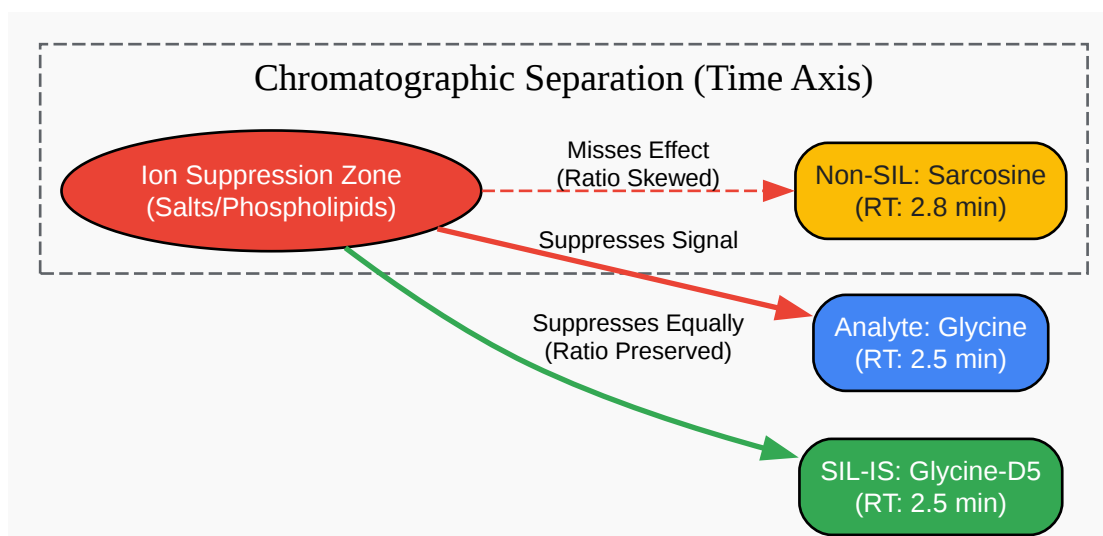 Chromatographic Separation (Time Axis)
Ion Suppression Zone
(Salts/Phospholipids)
Misses Effect
(Ratio Skewed)
Non-SIL: Sarcosine
(RT: 2.8 min)
Suppresses Signal
Analyte: Glycine
(RT: 2.5 min)
Suppresses Equally
(Ratio Preserved)
SIL-IS: Glycine-D5
(RT: 2.5 min)